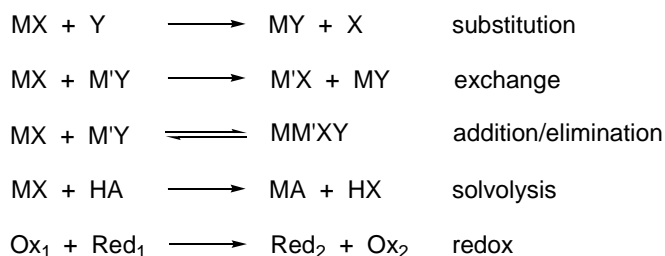 MX + Y ⟶ MY + X substitution
MX + M'Y ⟶ M'X + MY exchange
MX + M'Y ⇌ MM'XY addition/elimination
MX + HA ⟶ MA + HX solvolysis
Ox₁ + Red₁ ⟶ Red₂ + Ox₂ redox